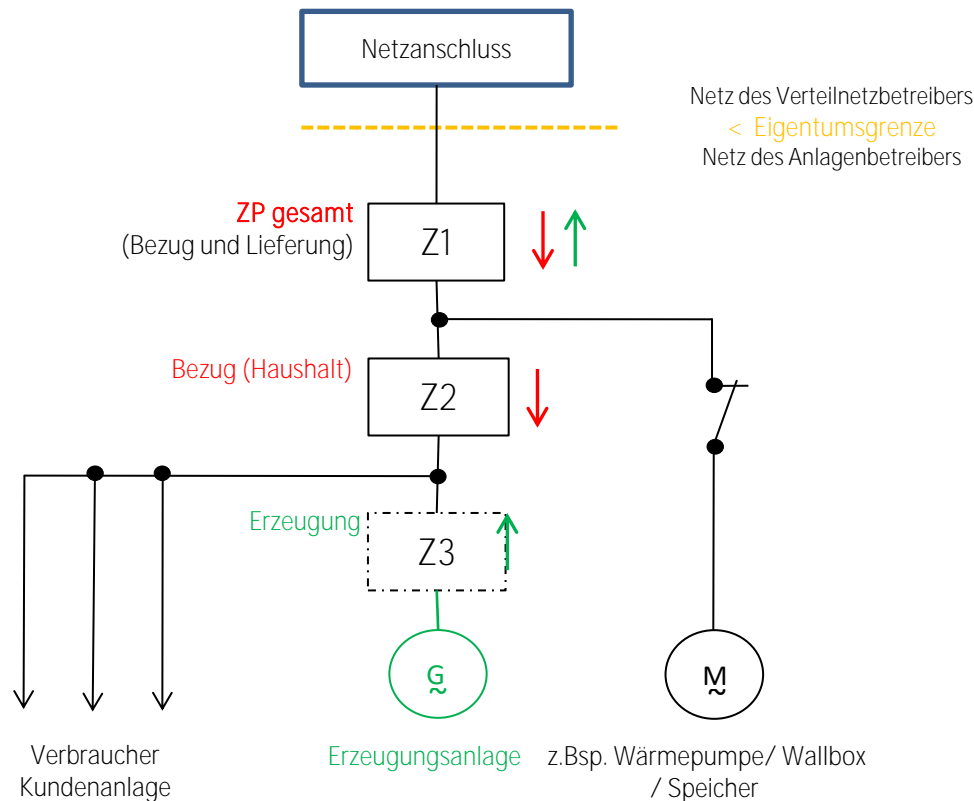 Netzanschluss
Netz des Verteilnetzbetreibers
< Eigentumsgrenze
Netz des Anlagenbetreibers
ZP gesamt
(Bezug und Lieferung)
Z1
Bezug (Haushalt)
Z2
Erzeugung
Z3
G
~
M
~
Verbraucher
Kundenanlage
Erzeugungsanlage
z.Bsp. Wärmepumpe/ Wallbox
/ Speicher